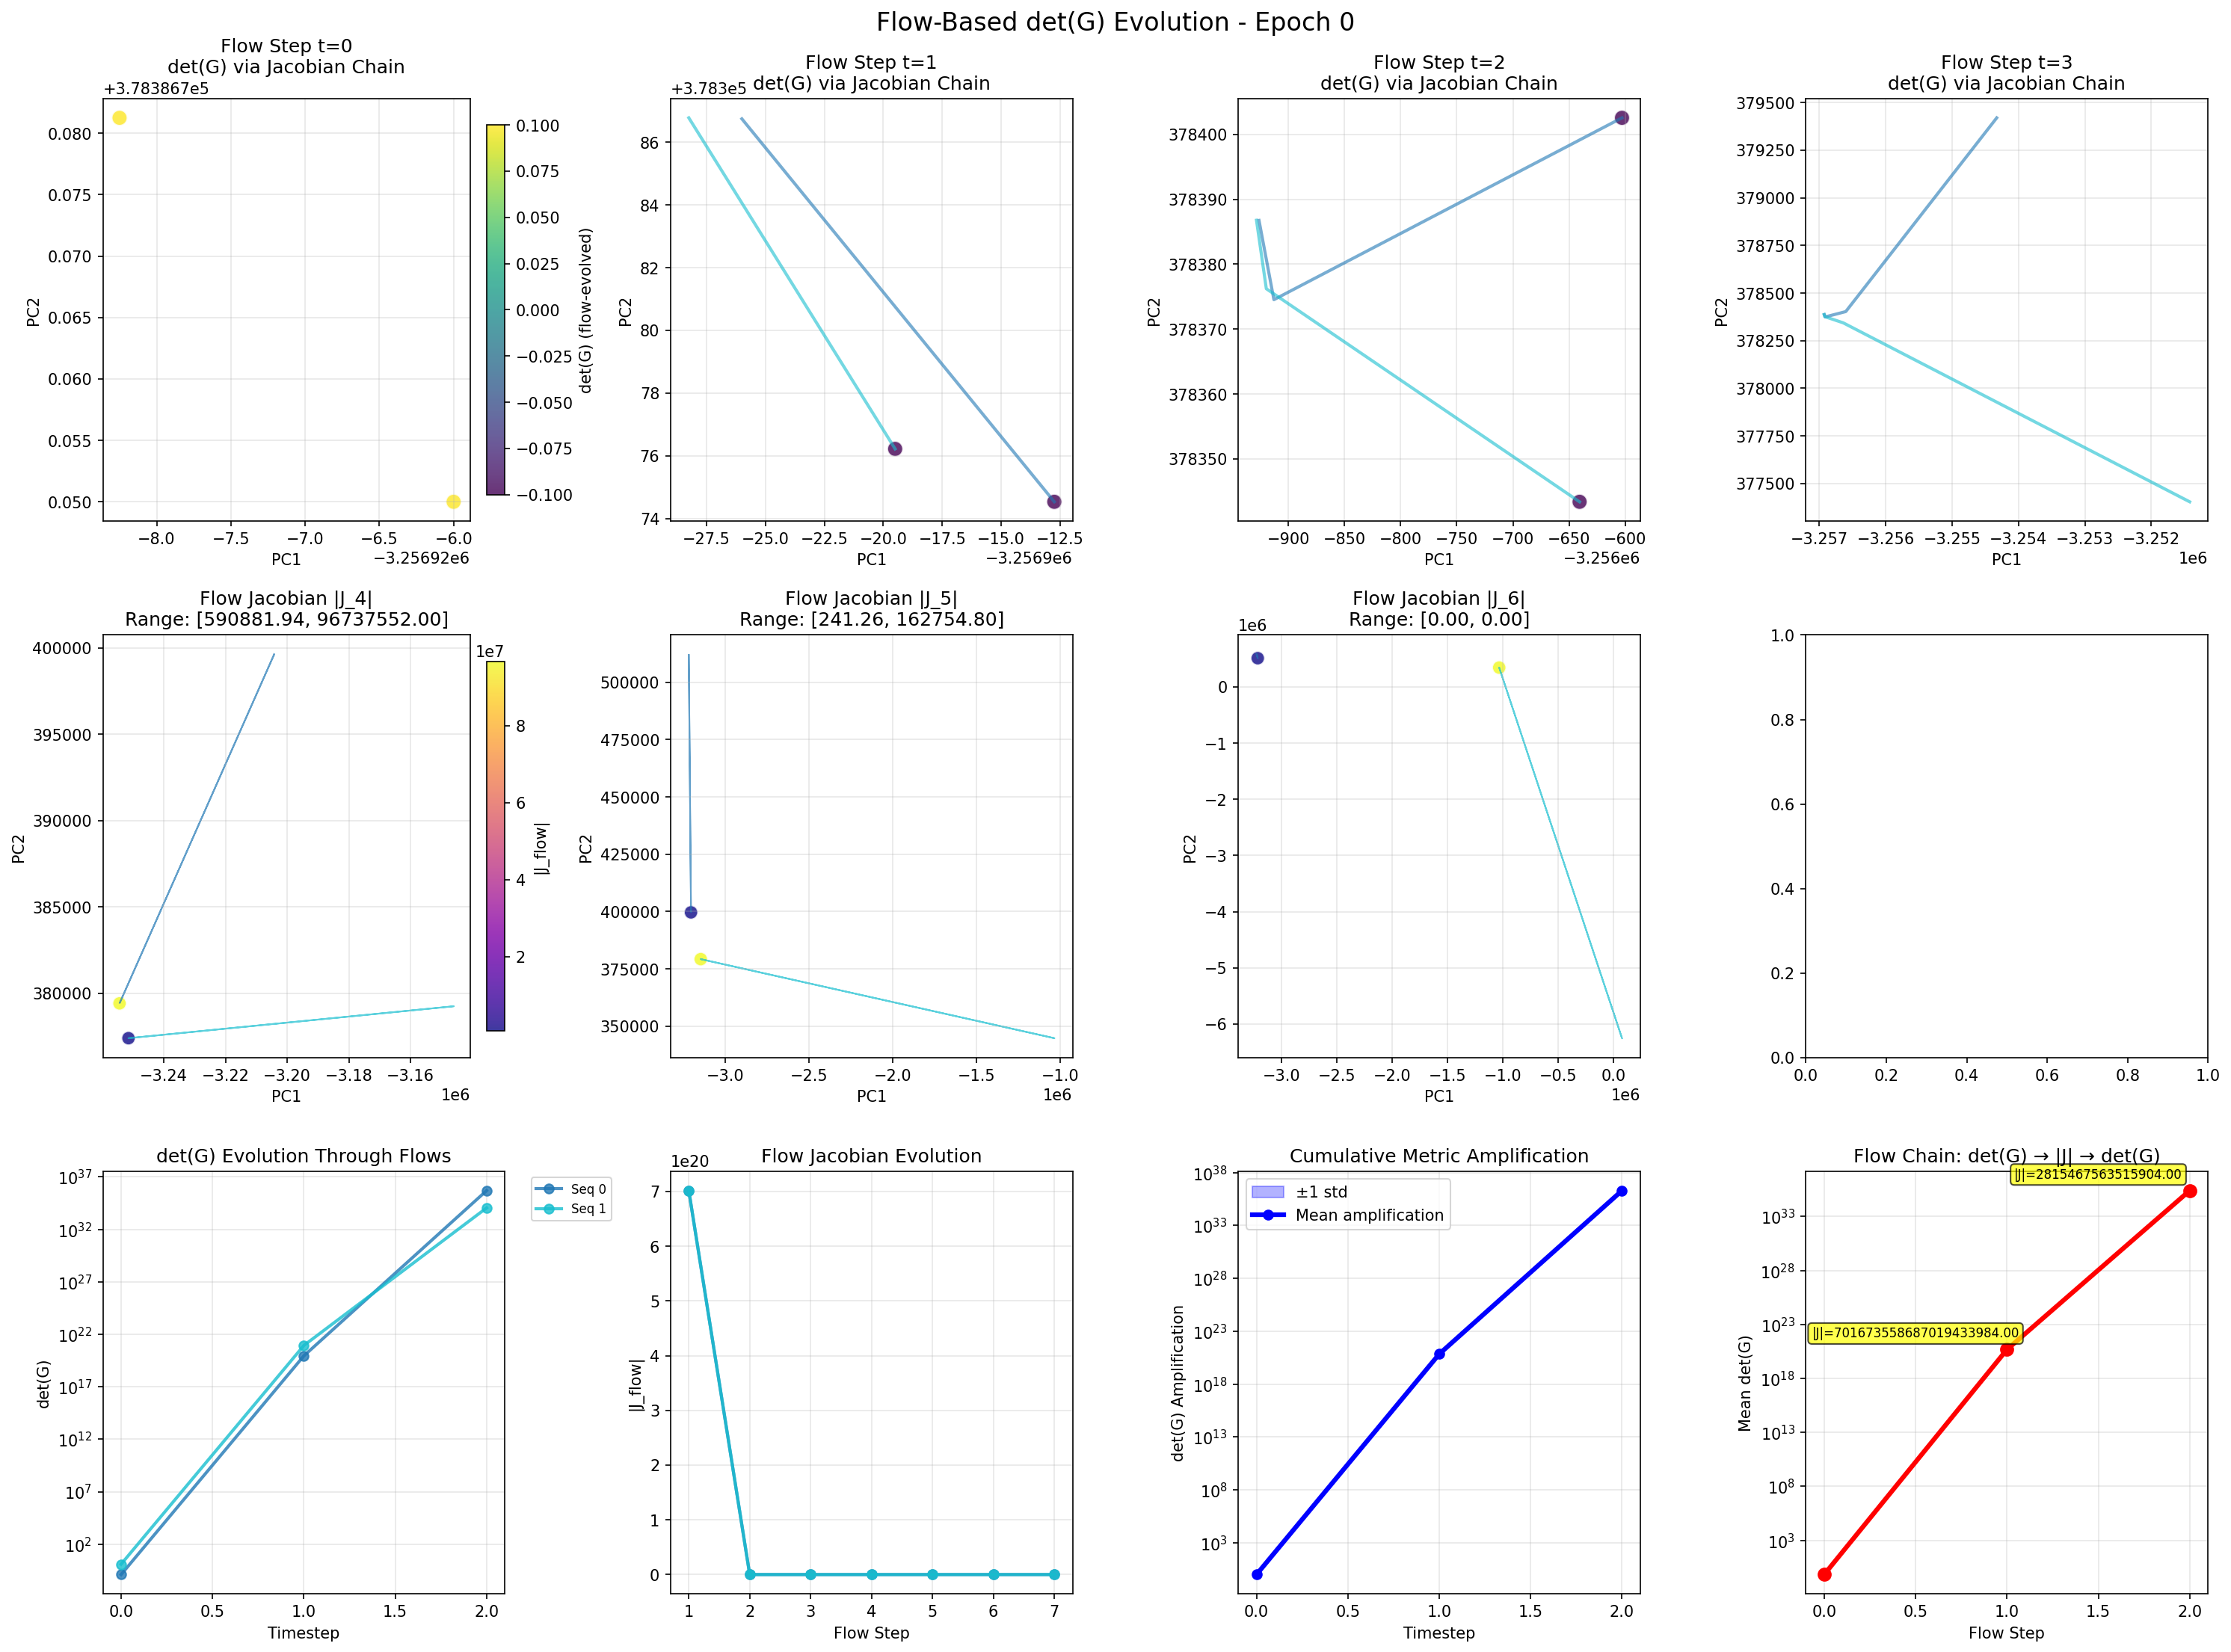 Flow-Based det(G) Evolution - Epoch 0
Flow Step t=0
det(G) via Jacobian Chain
+3.783867e5
0.080
0.075
0.070
0.065
0.060
0.055
0.050
PC2
−8.0 −7.5 −7.0 −6.5 −6.0
PC1
−3.25692e6
0.100
0.075
0.050
0.025
0.000
−0.025
−0.050
−0.075
−0.100
det(G) (flow-evolved)
Flow Step t=1
det(G) via Jacobian Chain
+3.783e5
86
84
82
80
78
76
74
PC2
−27.5 −25.0 −22.5 −20.0 −17.5 −15.0 −12.5
PC1
−3.2569e6
Flow Step t=2
det(G) via Jacobian Chain
378400
378390
378380
378370
378360
378350
PC2
−900 −850 −800 −750 −700 −650 −600
PC1
−3.256e6
Flow Step t=3
det(G) via Jacobian Chain
379500
379250
379000
378750
378500
378250
378000
377750
377500
PC2
−3.257 −3.256 −3.255 −3.254 −3.253 −3.252
PC1
1e6
Flow Jacobian |J_4|
Range: [590881.94, 96737552.00]
400000
395000
390000
385000
380000
PC2
−3.24 −3.22 −3.20 −3.18 −3.16
PC1
1e6
1e7
8
6
4
2
|J_flow|
Flow Jacobian |J_5|
Range: [241.26, 162754.80]
500000
475000
450000
425000
400000
375000
350000
PC2
−3.0 −2.5 −2.0 −1.5 −1.0
PC1
1e6
Flow Jacobian |J_6|
Range: [0.00, 0.00]
1e6
0
−1
−2
−3
−4
−5
−6
PC2
−3.0 −2.5 −2.0 −1.5 −1.0 −0.5 0.0
PC1
1e6
1.0
0.8
0.6
0.4
0.2
0.0
0.0 0.2 0.4 0.6 0.8 1.0
det(G) Evolution Through Flows
10^37
10^32
10^27
10^22
10^17
10^12
10^7
10^2
det(G)
0.0 0.5 1.0 1.5 2.0
Timestep
Seq 0
Seq 1
Flow Jacobian Evolution
1e20
7
6
5
4
3
2
1
0
|J_flow|
1 2 3 4 5 6 7
Flow Step
Cumulative Metric Amplification
±1 std
Mean amplification
10^38
10^33
10^28
10^23
10^18
10^13
10^8
10^3
det(G) Amplification
0.0 0.5 1.0 1.5 2.0
Timestep
Flow Chain: det(G) → |J| → det(G)
|J|=2815467563515904.00
|J|=701673558687019433984.00
10^33
10^28
10^23
10^18
10^13
10^8
10^3
Mean det(G)
0.0 0.5 1.0 1.5 2.0
Flow Step